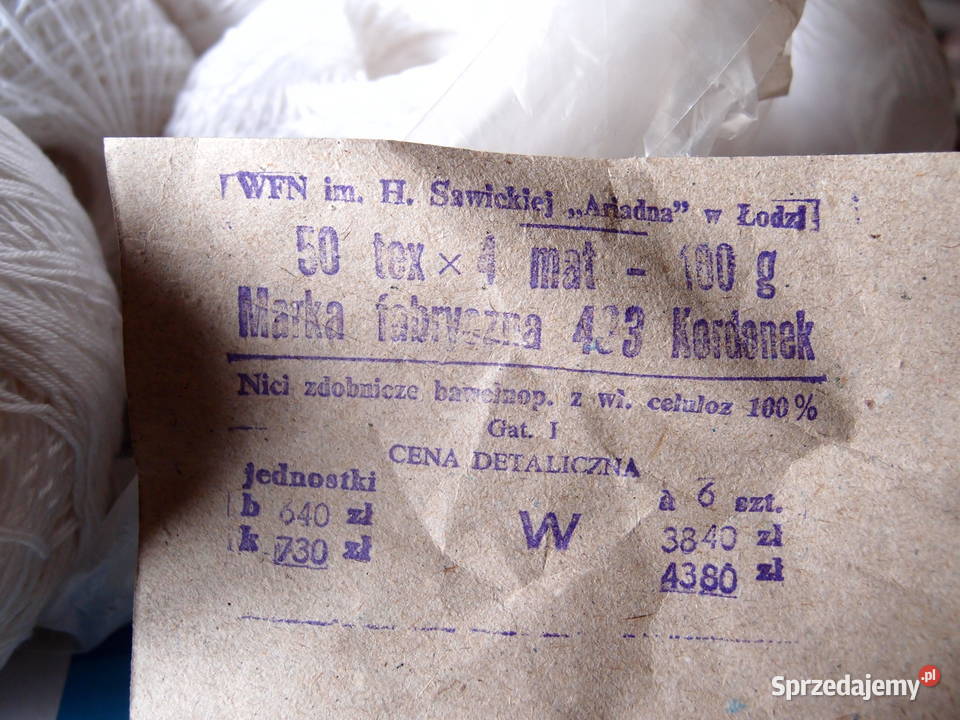 WFN im. H. Sawickiej „Ariadna” w Łodzi
50 tex × 4 mat - 100 g
Marka fabryczna 433 Kordonek
Nici zdobnicze bawełnop. z wł. celuloz 100%
Gat. I
CENA DETALICZNA
jednostki à 6 szt.
b 640 zł W 3840 zł
k 730 zł 4380 zł
Sprzedajemy.pl